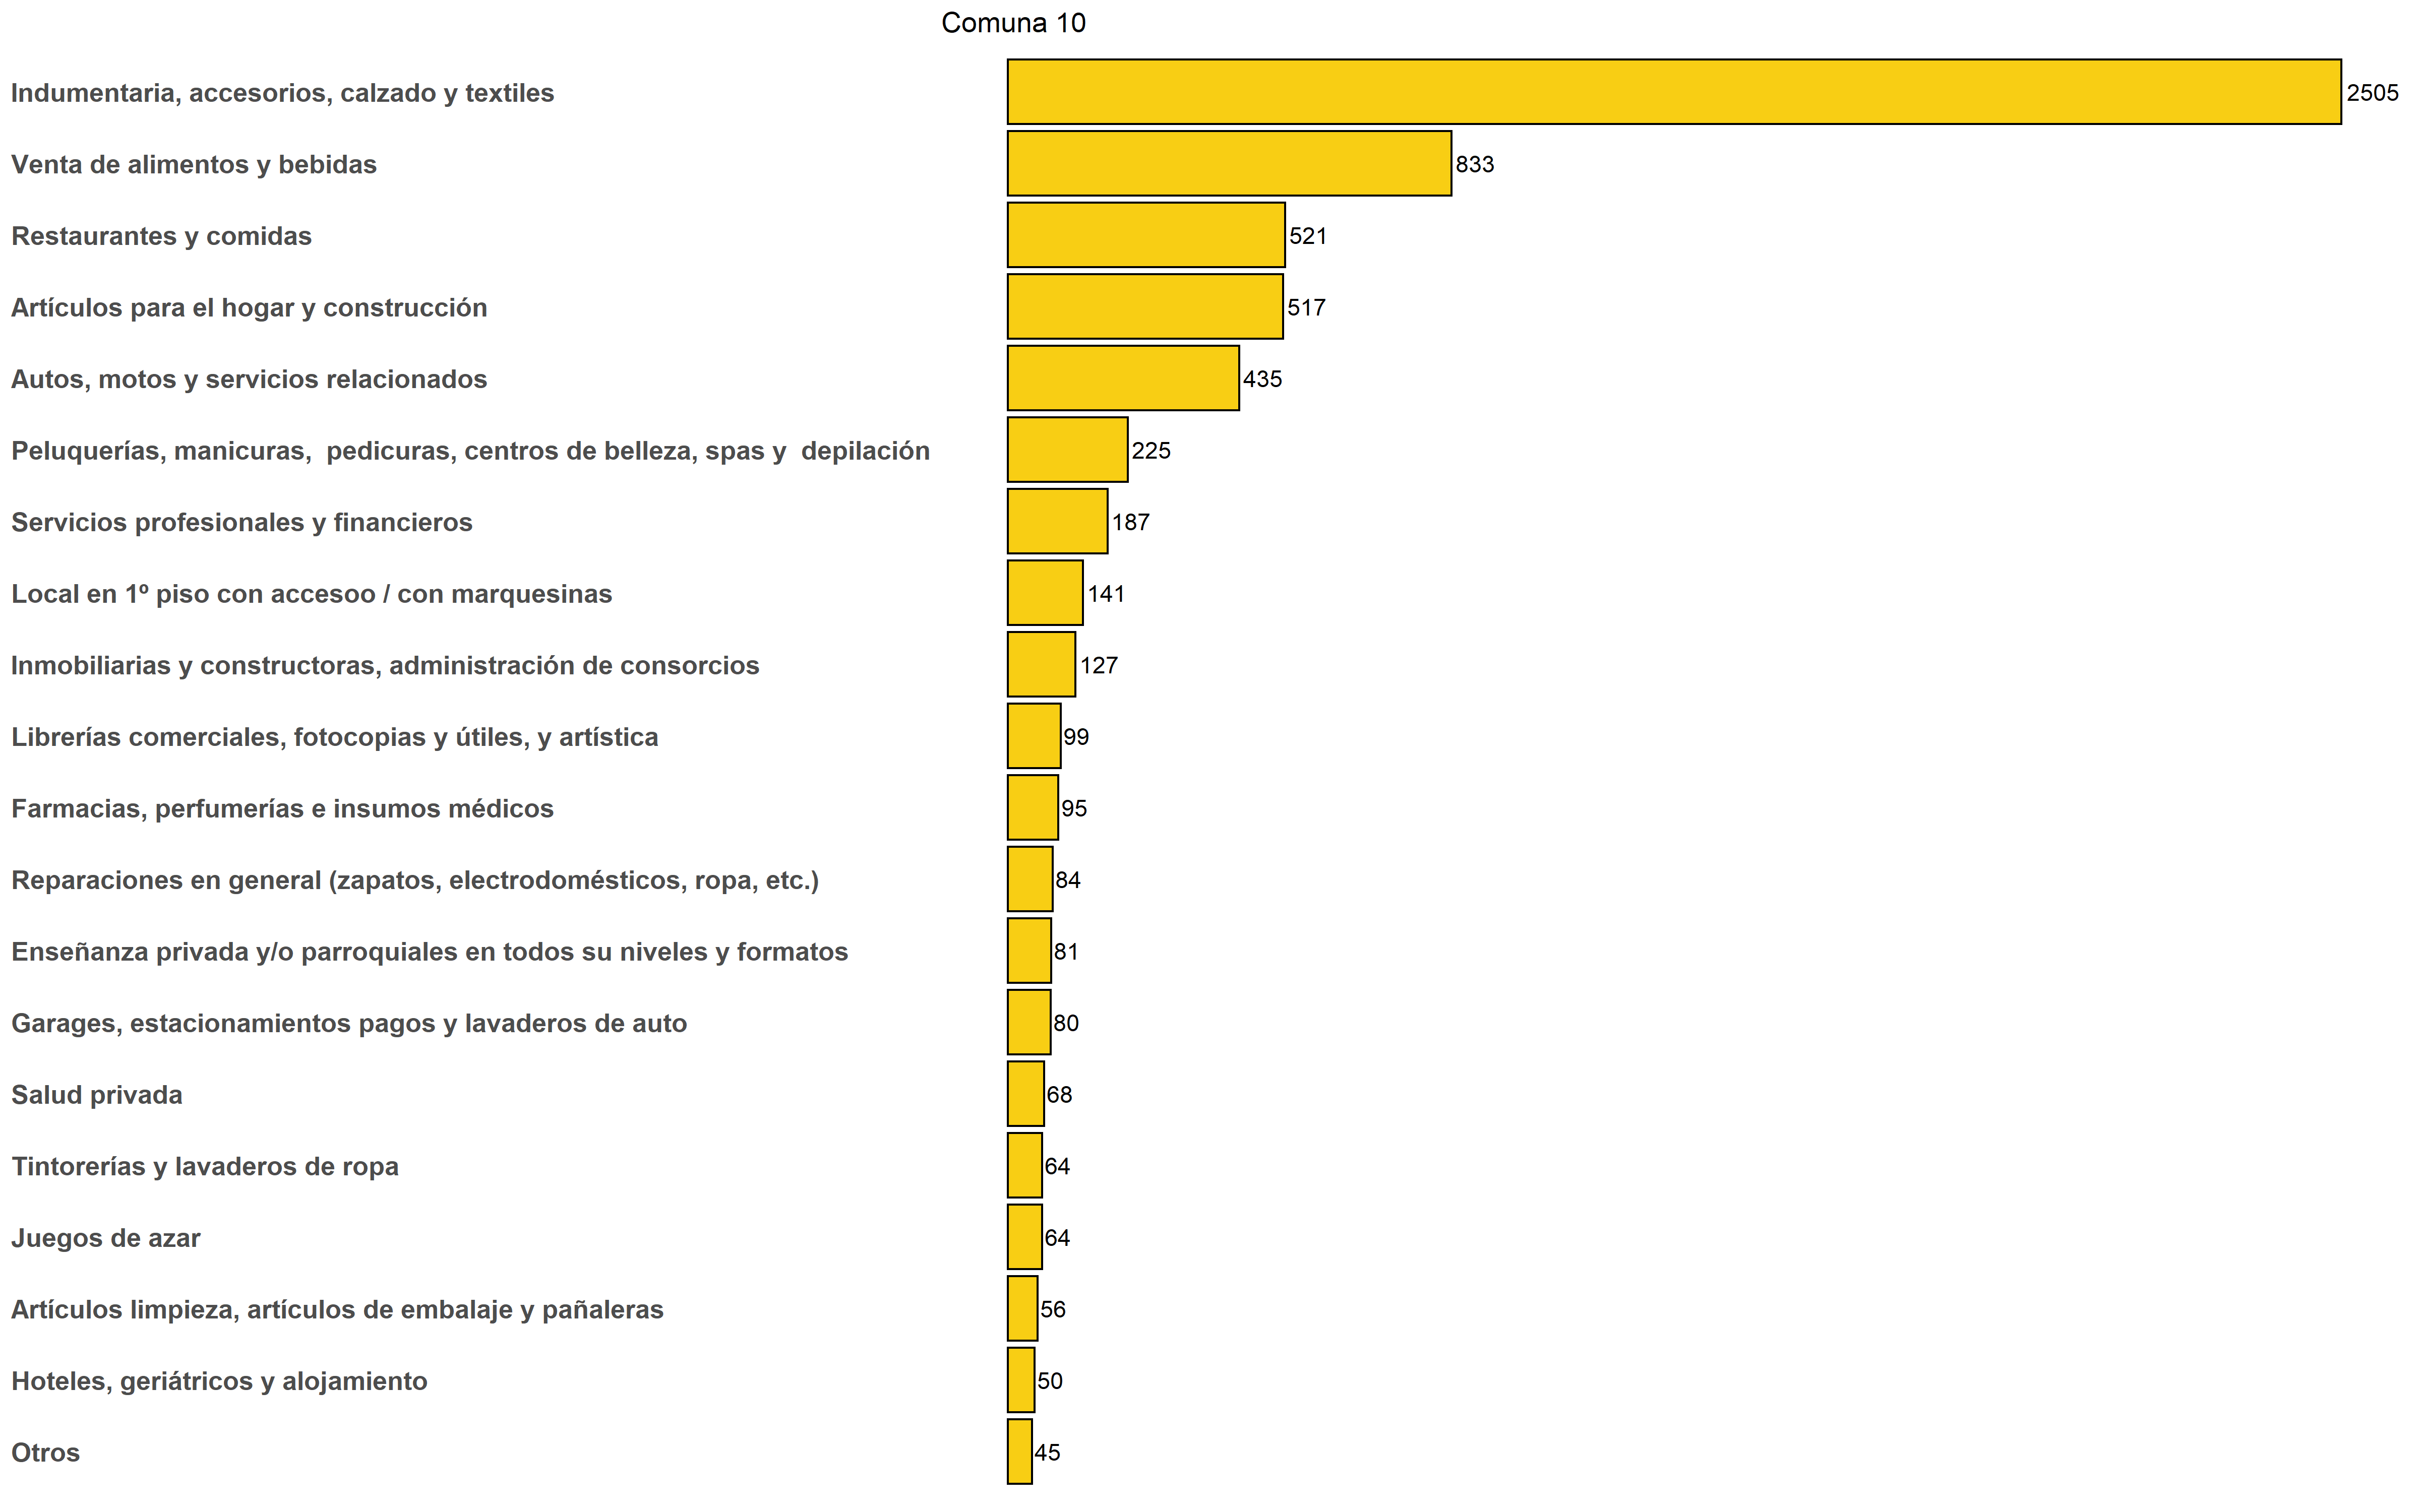 Comuna 10
Indumentaria, accesorios, calzado y textiles 2505
Venta de alimentos y bebidas 833
Restaurantes y comidas 521
Artículos para el hogar y construcción 517
Autos, motos y servicios relacionados 435
Peluquerías, manicuras,  pedicuras, centros de belleza, spas y  depilación 225
Servicios profesionales y financieros 187
Local en 1º piso con accesoo / con marquesinas 141
Inmobiliarias y constructoras, administración de consorcios 127
Librerías comerciales, fotocopias y útiles, y artística 99
Farmacias, perfumerías e insumos médicos 95
Reparaciones en general (zapatos, electrodomésticos, ropa, etc.) 84
Enseñanza privada y/o parroquiales en todos su niveles y formatos 81
Garages, estacionamientos pagos y lavaderos de auto 80
Salud privada 68
Tintorerías y lavaderos de ropa 64
Juegos de azar 64
Artículos limpieza, artículos de embalaje y pañaleras 56
Hoteles, geriátricos y alojamiento 50
Otros 45